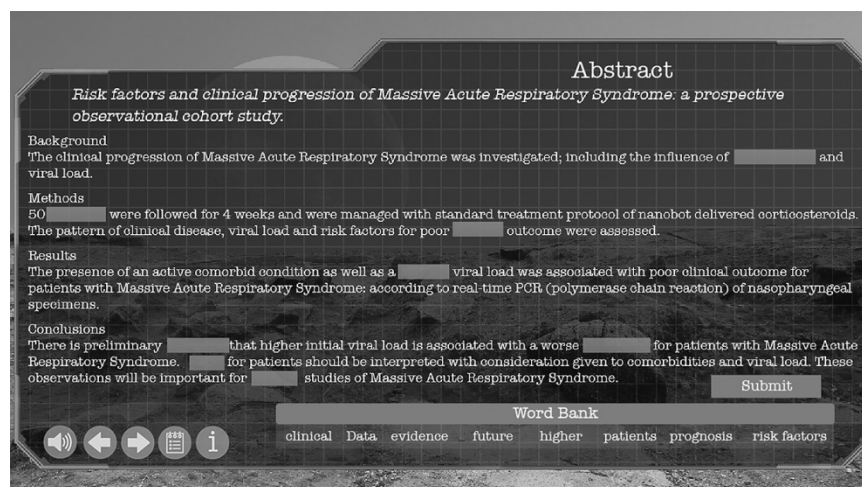 Abstract
Risk factors and clinical progression of Massive Acute Respiratory Syndrome: a prospective
observational cohort study.
Background
The clinical progression of Massive Acute Respiratory Syndrome was investigated; including the influence of and
viral load.
Methods
50 were followed for 4 weeks and were managed with standard treatment protocol of nanobot delivered corticosteroids.
The pattern of clinical disease, viral load and risk factors for poor outcome were assessed.
Results
The presence of an active comorbid condition as well as a viral load was associated with poor clinical outcome for
patients with Massive Acute Respiratory Syndrome: according to real-time PCR (polymerase chain reaction) of nasopharyngeal
specimens.
Conclusions
There is preliminary that higher initial viral load is associated with a worse for patients with Massive Acute
Respiratory Syndrome. for patients should be interpreted with consideration given to comorbidities and viral load. These
observations will be important for studies of Massive Acute Respiratory Syndrome.
Submit
Word Bank
clinical Data evidence future higher patients prognosis risk factors
i